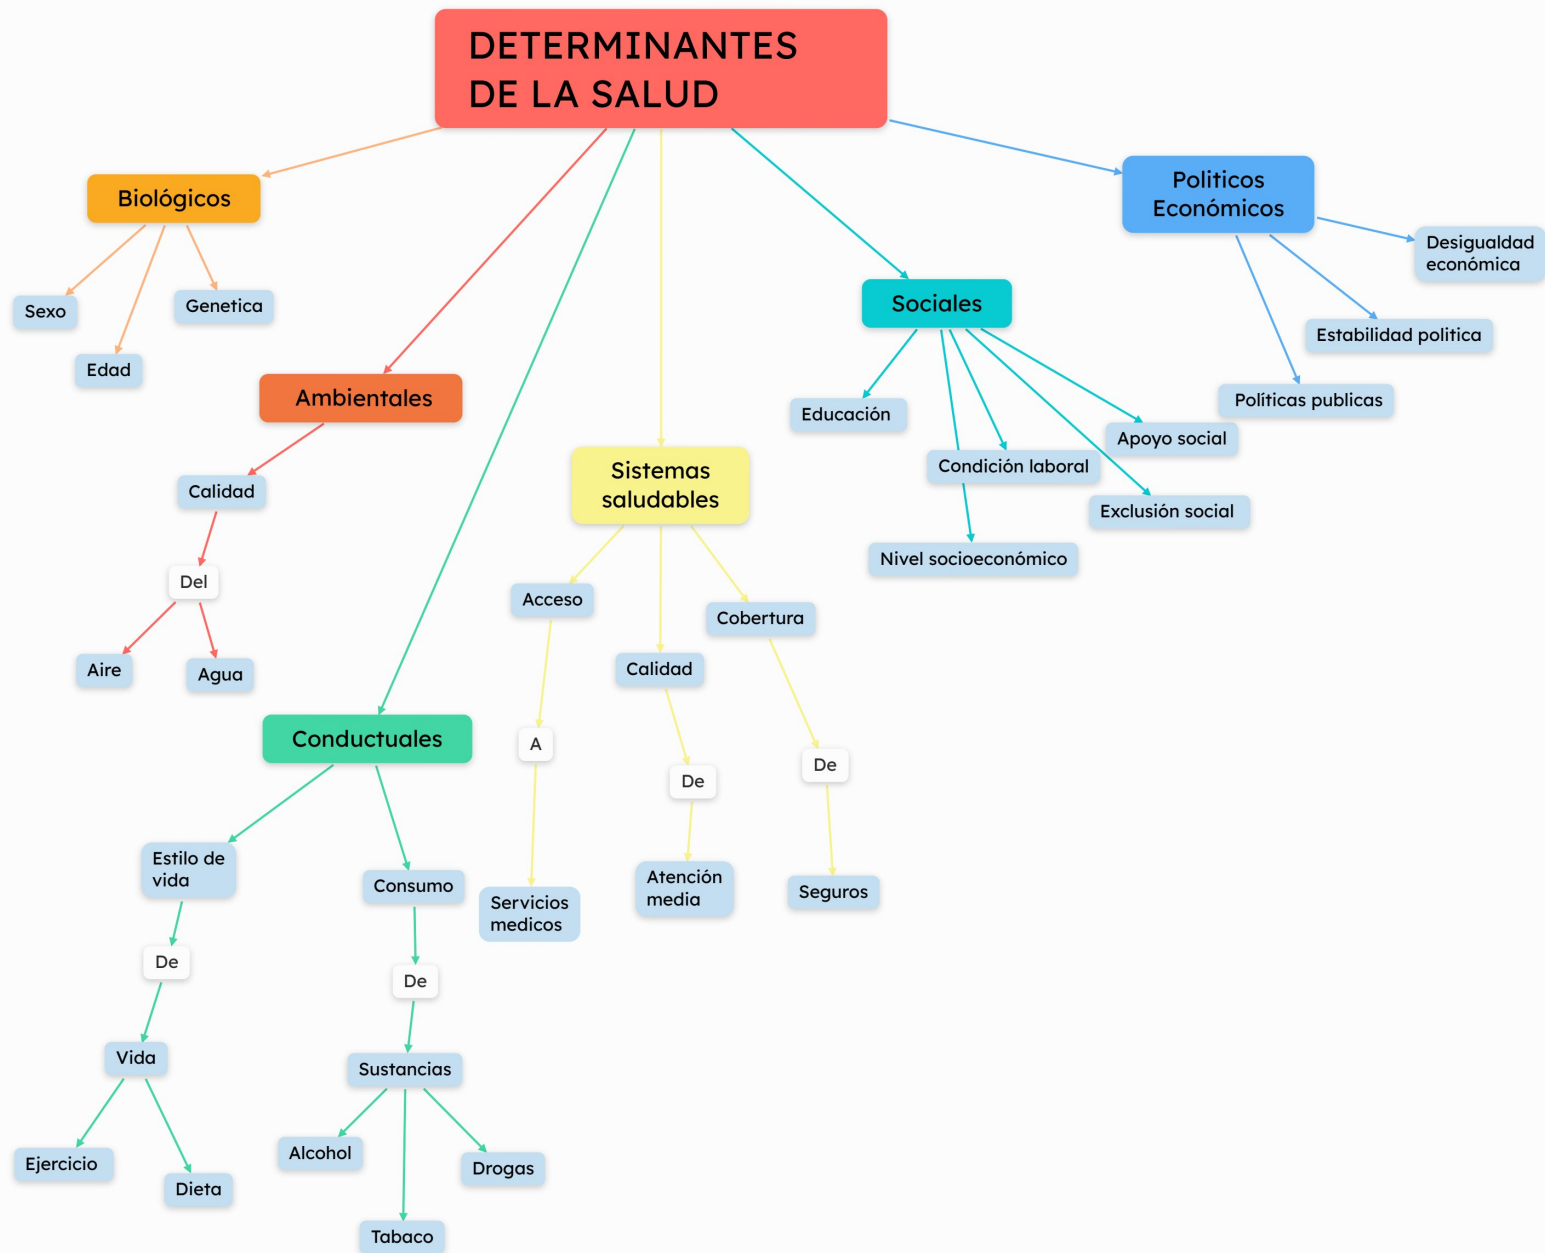 DETERMINANTES
DE LA SALUD
Biológicos
Sexo
Edad
Genetica
Ambientales
Calidad
Del
Aire
Agua
Conductuales
Estilo de
vida
De
Vida
Ejercicio
Dieta
Consumo
De
Sustancias
Alcohol
Tabaco
Drogas
Sistemas
saludables
Acceso
A
Servicios
medicos
Calidad
De
Atención
media
Cobertura
De
Seguros
Sociales
Educación
Nivel socioeconómico
Condición laboral
Exclusión social
Apoyo social
Politicos
Económicos
Políticas publicas
Estabilidad politica
Desigualdad
económica